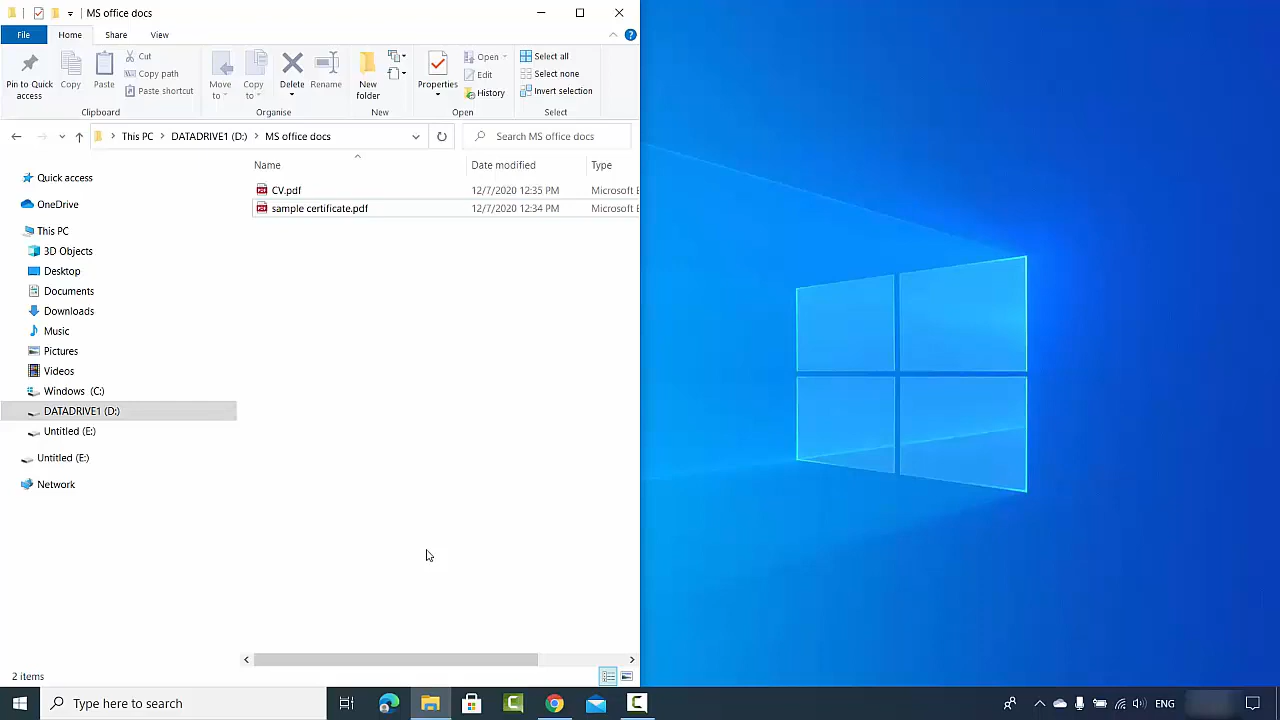 MS office docs
File Home Share View
Pin to Quick access
Copy
Paste
Cut
Copy path
Paste shortcut
Clipboard
Move to
Copy to
Delete
Rename
Organise
New folder
New
Properties
Open
Edit
History
Open
Select all
Select none
Invert selection
Select
This PC DATADRIVE1 (D:) MS office docs
Search MS office docs
Name Date modified Type
CV.pdf 12/7/2020 12:35 PM Microsoft E
sample certificate.pdf 12/7/2020 12:34 PM Microsoft E
Quick access
OneDrive
This PC
3D Objects
Desktop
Documents
Downloads
Music
Pictures
Videos
Windows (C:)
DATADRIVE1 (D:)
Untitled (E:)
Untitled (E:)
Network
2 items
Type here to search
ENG